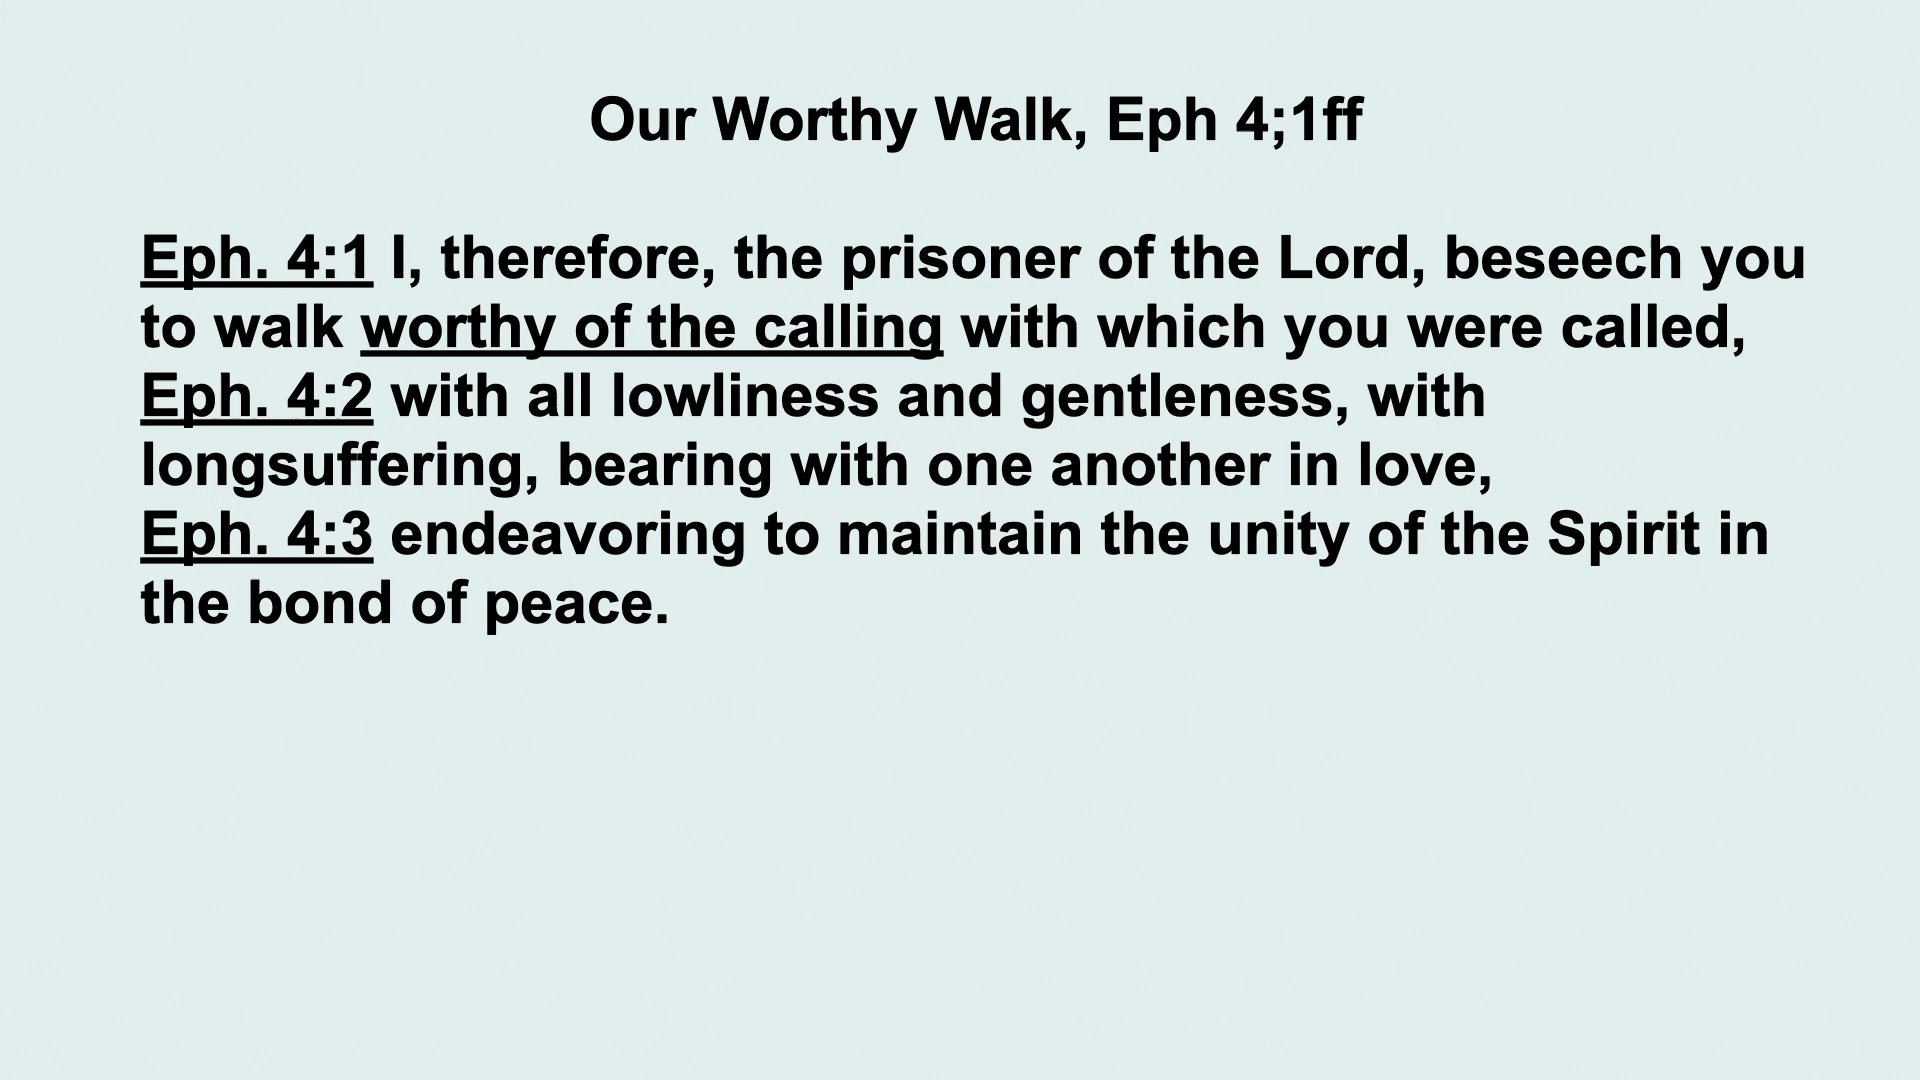 Our Worthy Walk, Eph 4;1ff
Eph. 4:1 I, therefore, the prisoner of the Lord, beseech you
to walk worthy of the calling with which you were called,
Eph. 4:2 with all lowliness and gentleness, with
longsuffering, bearing with one another in love,
Eph. 4:3 endeavoring to maintain the unity of the Spirit in
the bond of peace.